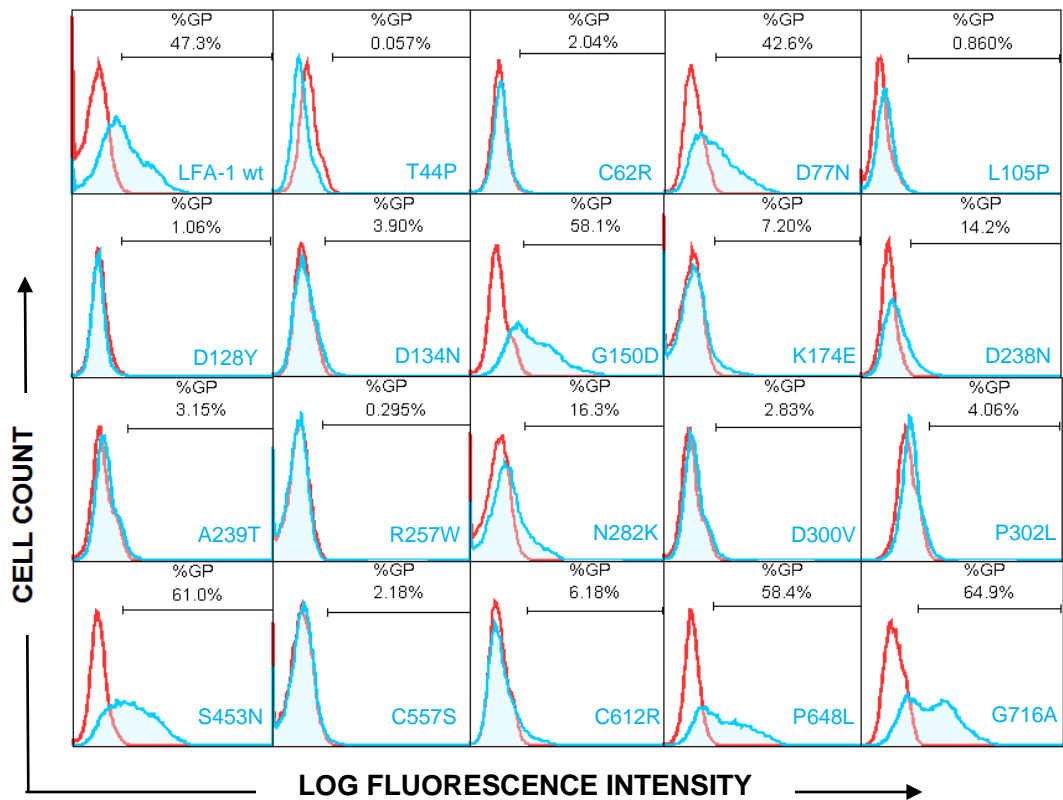 %GP %GP %GP %GP %GP
47.3% 0.057% 2.04% 42.6% 0.860%
LFA-1 wt T44P C62R D77N L105P
%GP %GP %GP %GP %GP
1.06% 3.90% 58.1% 7.20% 14.2%
D128Y D134N G150D K174E D238N
%GP %GP %GP %GP %GP
3.15% 0.295% 16.3% 2.83% 4.06%
A239T R257W N282K D300V P302L
%GP %GP %GP %GP %GP
61.0% 2.18% 6.18% 58.4% 64.9%
S453N C557S C612R P648L G716A
CELL COUNT
LOG FLUORESCENCE INTENSITY